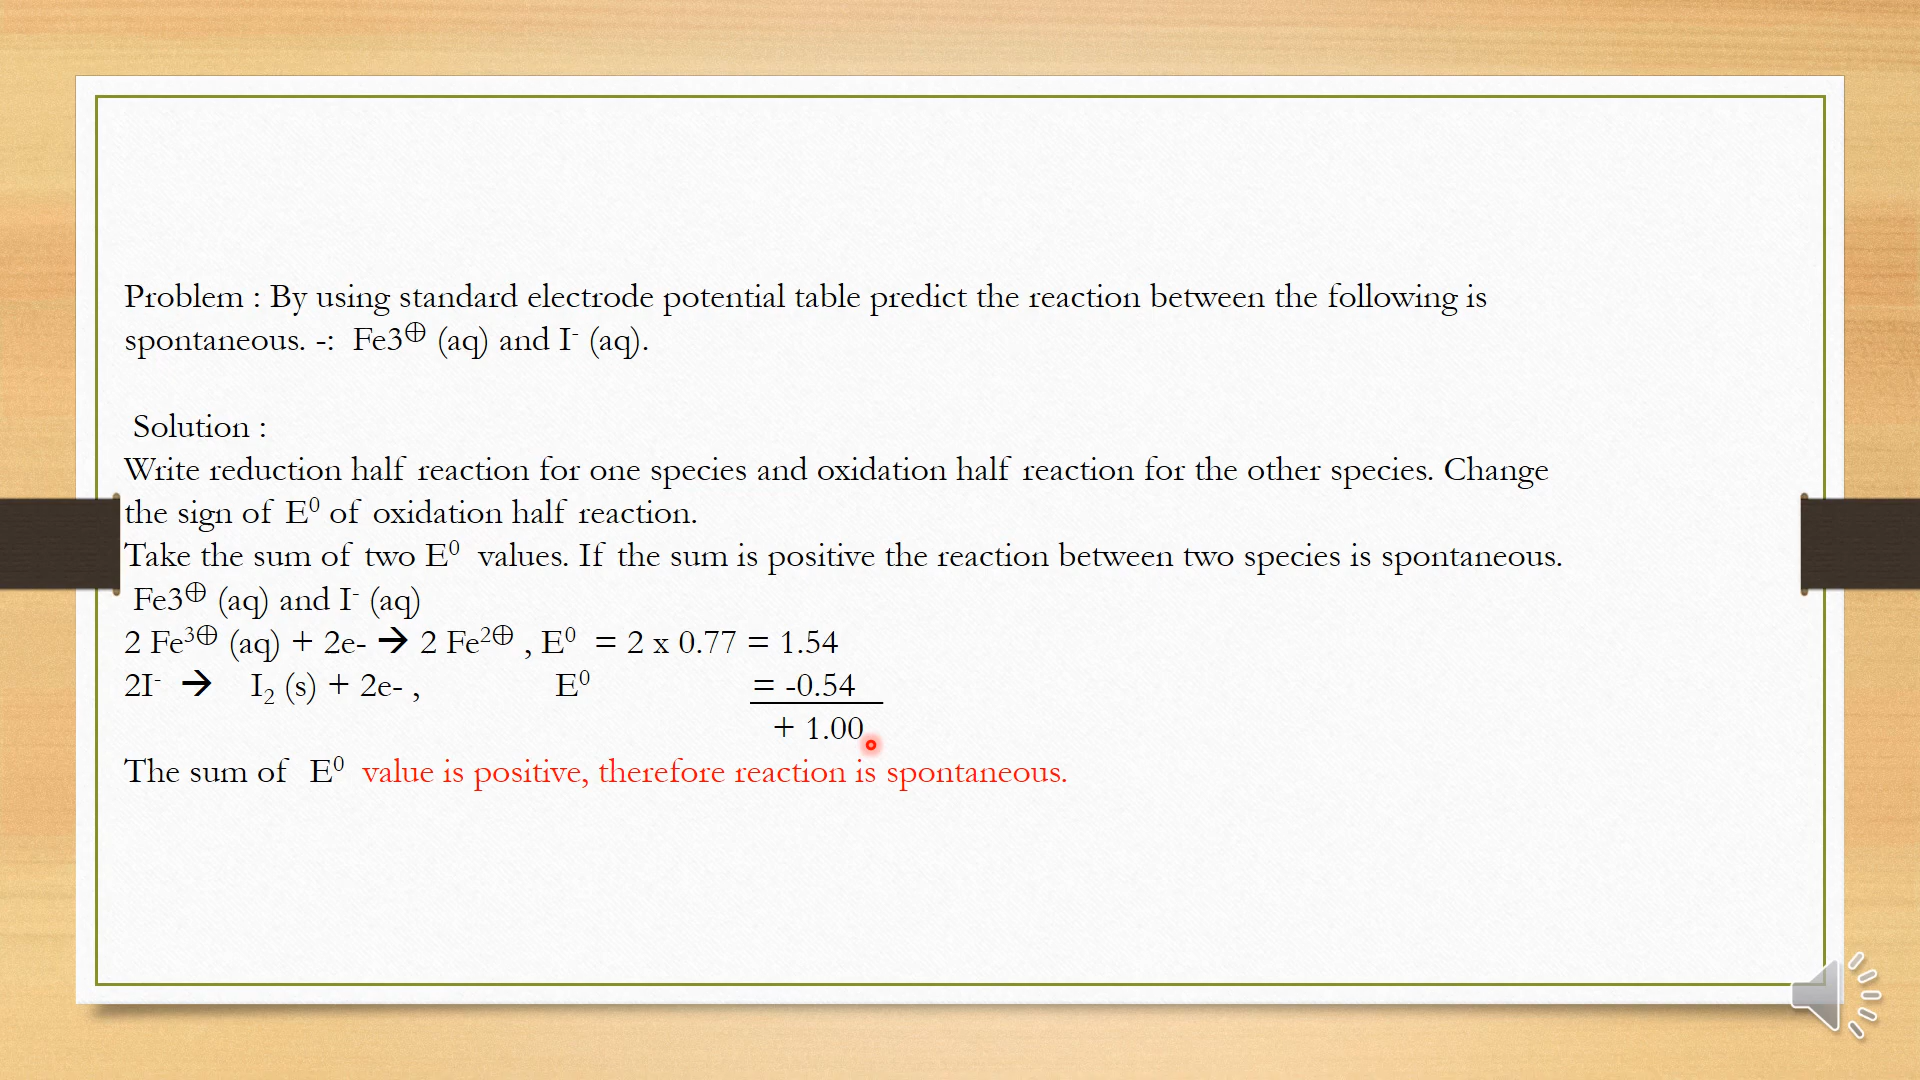 Problem : By using standard electrode potential table predict the reaction between the following is
spontaneous. -: Fe3⊕ (aq) and I⁻ (aq).
Solution :
Write reduction half reaction for one species and oxidation half reaction for the other species. Change
the sign of E⁰ of oxidation half reaction.
Take the sum of two E⁰ values. If the sum is positive the reaction between two species is spontaneous.
Fe3⊕ (aq) and I⁻ (aq)
2 Fe³⊕ (aq) + 2e- → 2 Fe²⊕ , E⁰ = 2 x 0.77 = 1.54
2I⁻ → I₂ (s) + 2e- , E⁰ = -0.54
+ 1.00
The sum of E⁰ value is positive, therefore reaction is spontaneous.